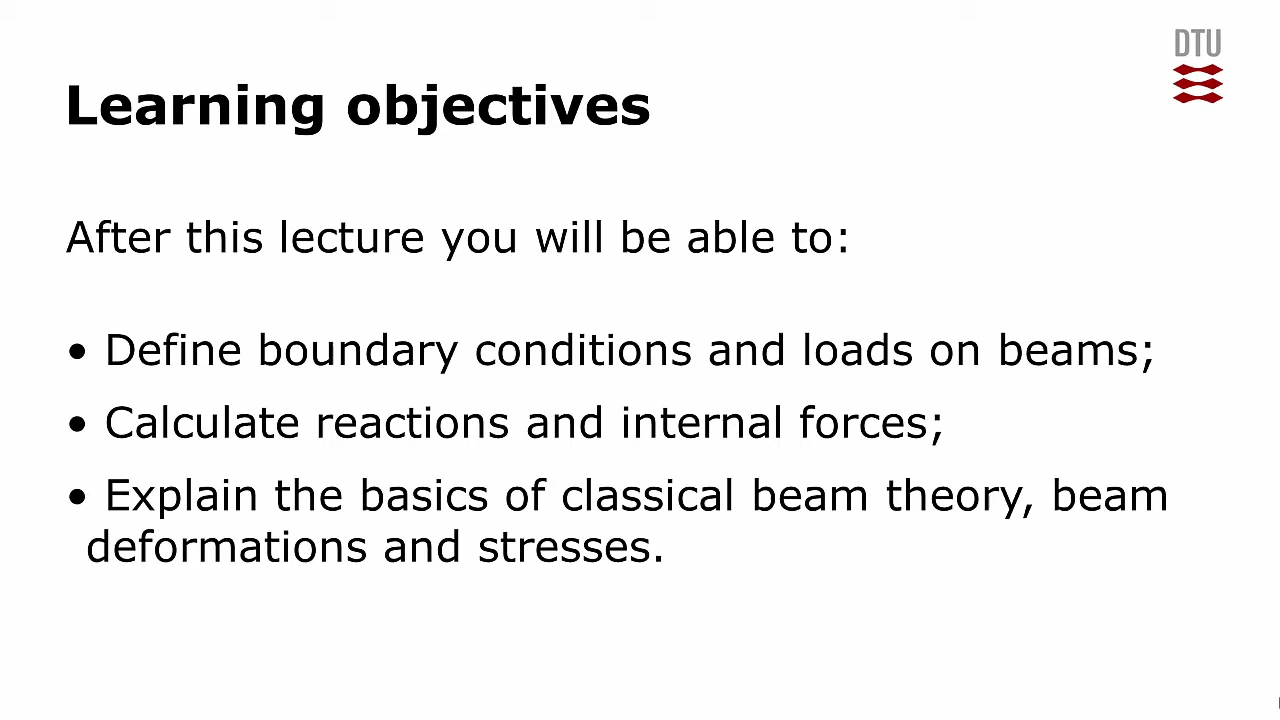 DTU
Learning objectives
After this lecture you will be able to:
• Define boundary conditions and loads on beams;
• Calculate reactions and internal forces;
• Explain the basics of classical beam theory, beam
deformations and stresses.